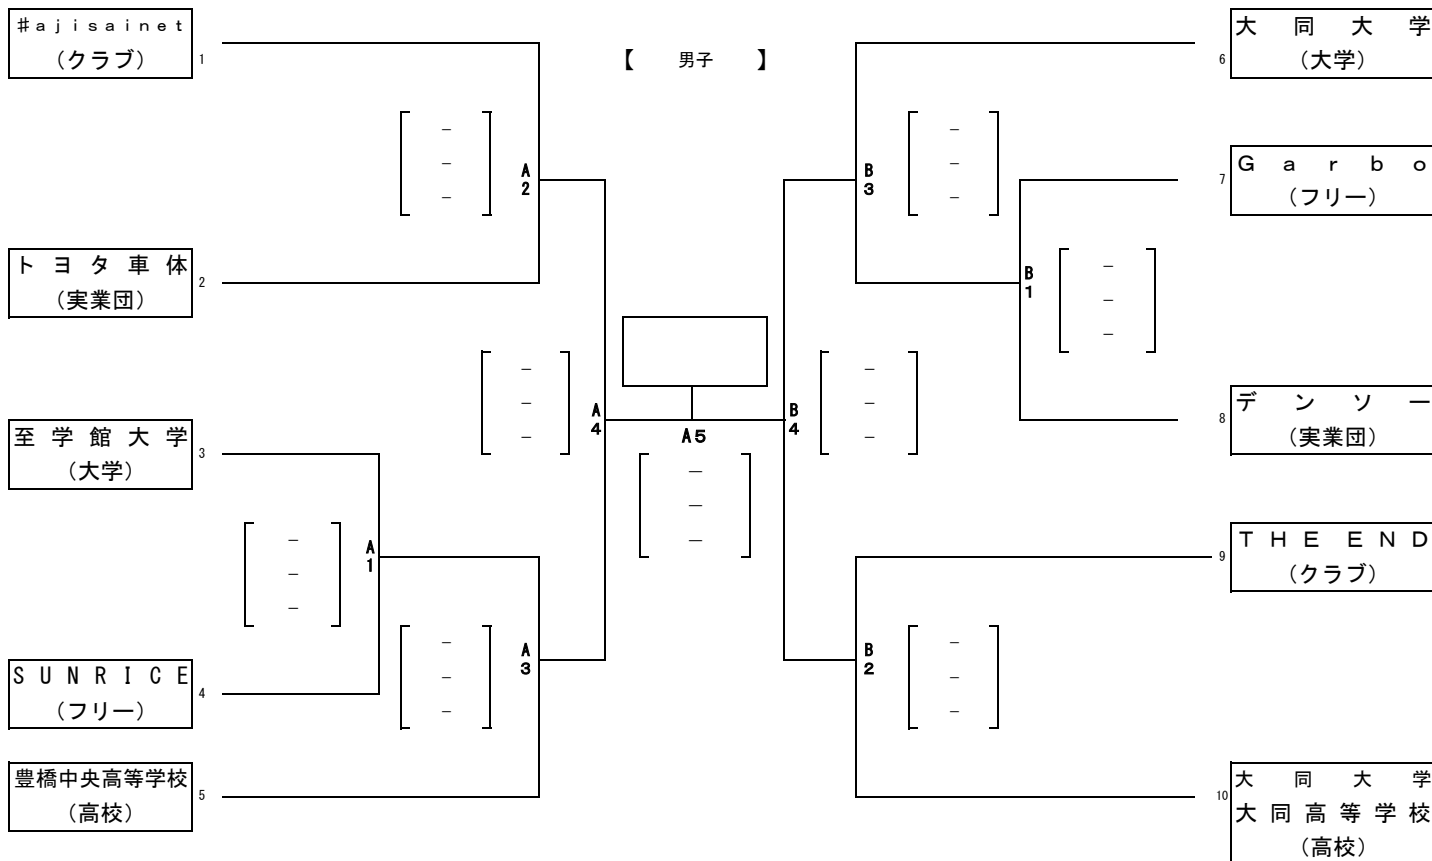 【 男子 】
#ajisainet
(クラブ)
1
A2
トヨタ車体
(実業団)
2
至学館大学
(大学)
3
A1
SUNRICE
(フリー)
4
A3
豊橋中央高等学校
(高校)
5
A4
A5
B4
大同大学
(大学)
6
B3
Garbo
(フリー)
7
B1
デンソー
(実業団)
8
THE END
(クラブ)
9
B2
大同大学
大同高等学校
(高校)
10